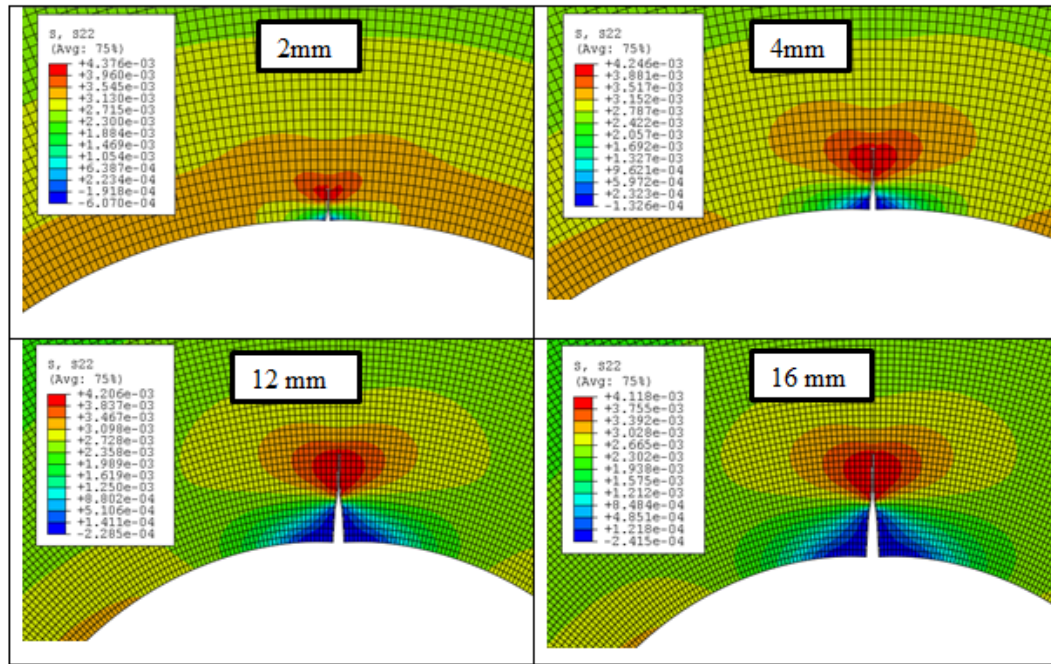 S, S22
(Avg: 75%)
+4.376e-03
+3.960e-03
+3.545e-03
+3.130e-03
+2.715e-03
+2.300e-03
+1.884e-03
+1.469e-03
+1.054e-03
+6.387e-04
+2.234e-04
-1.918e-04
-6.070e-04
2mm
S, S22
(Avg: 75%)
+4.246e-03
+3.881e-03
+3.517e-03
+3.152e-03
+2.787e-03
+2.422e-03
+2.057e-03
+1.692e-03
+1.327e-03
+9.621e-04
+5.972e-04
+2.323e-04
-1.326e-04
4mm
S, S22
(Avg: 75%)
+4.206e-03
+3.837e-03
+3.467e-03
+3.098e-03
+2.728e-03
+2.358e-03
+1.989e-03
+1.619e-03
+1.250e-03
+8.802e-04
+5.106e-04
+1.411e-04
-2.285e-04
12 mm
S, S22
(Avg: 75%)
+4.118e-03
+3.755e-03
+3.392e-03
+3.028e-03
+2.665e-03
+2.302e-03
+1.938e-03
+1.575e-03
+1.212e-03
+8.484e-04
+4.851e-04
+1.218e-04
-2.415e-04
16 mm